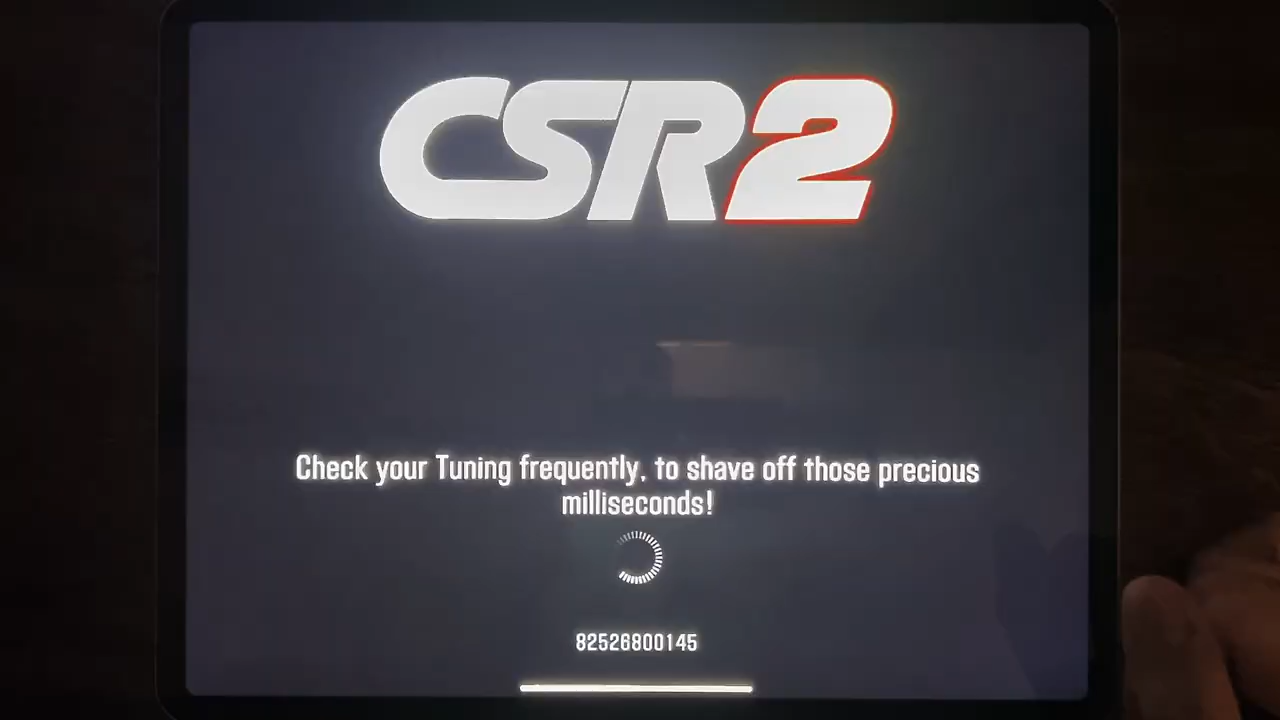 CSR2
Check your Tuning frequently, to shave off those precious
milliseconds!
82526800145